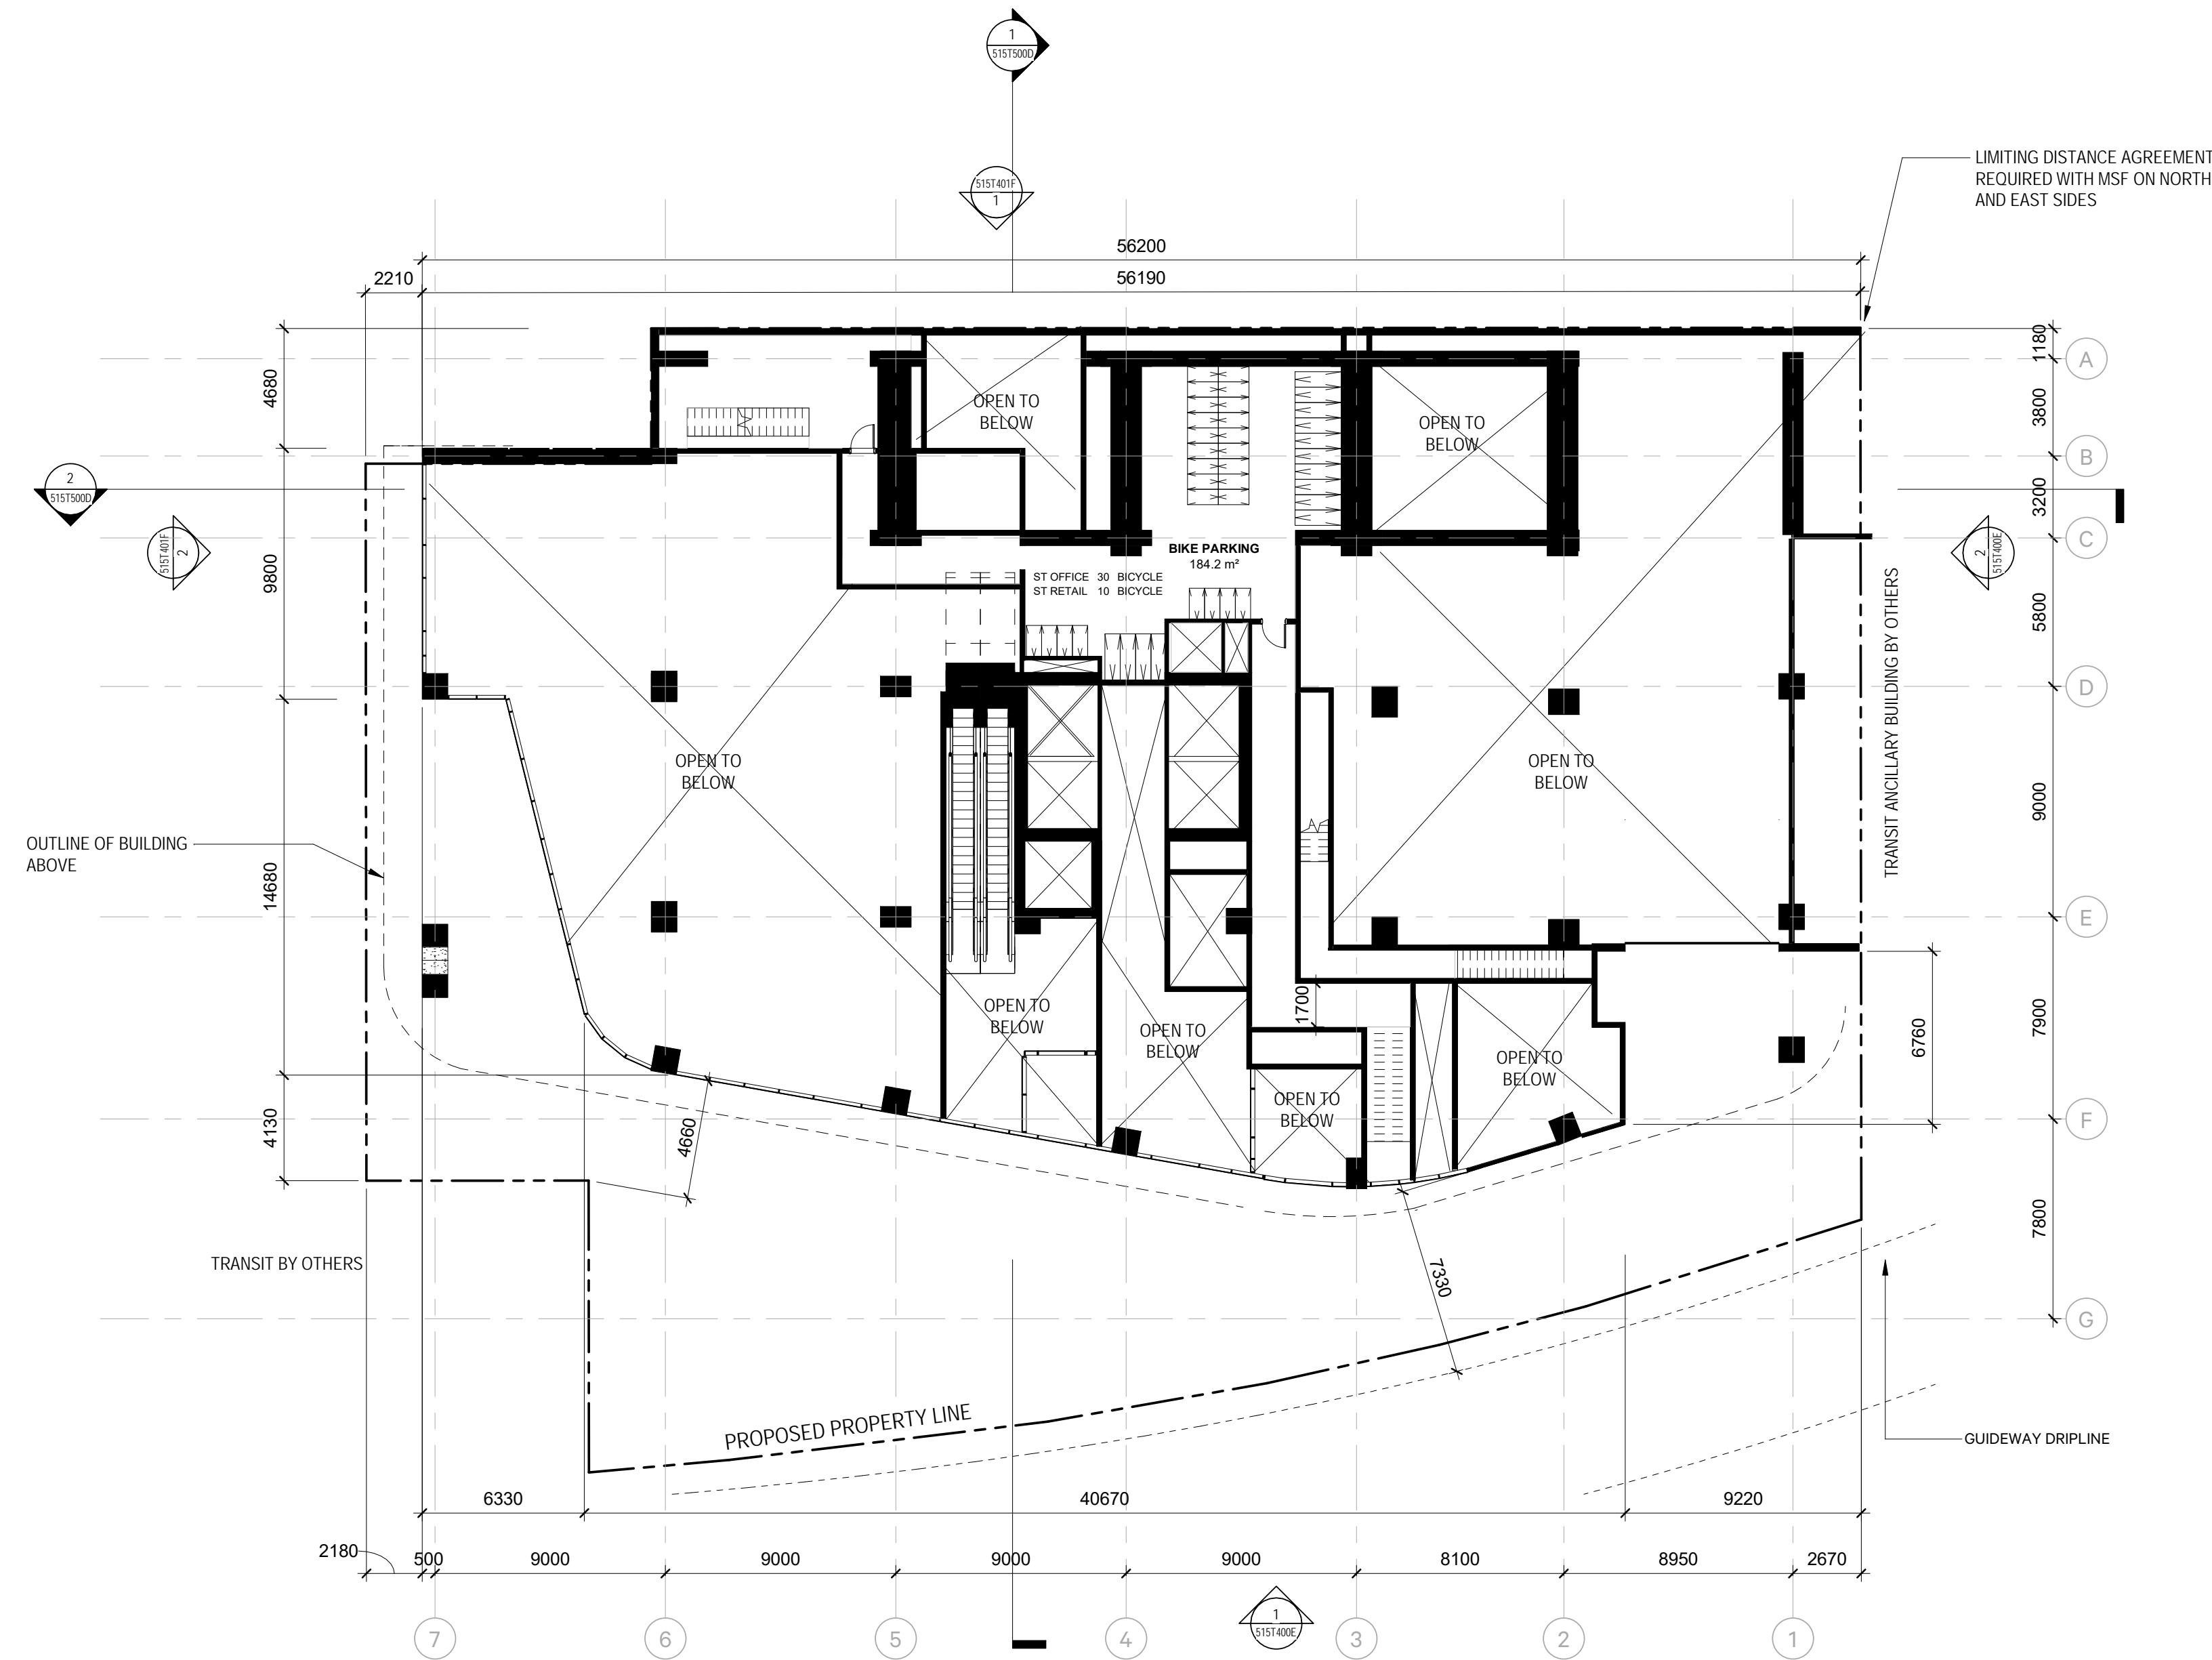 1
515T500D
515T401F
1
LIMITING DISTANCE AGREEMENT
REQUIRED WITH MSF ON NORTH
AND EAST SIDES
56200
2210
56190
1180
A
4680
3800
OPEN TO
BELOW
OPEN TO
BELOW
B
2
515T500D
3200
515T401F
2
C
2
515T400E
BIKE PARKING
184.2 m²
ST OFFICE 30 BICYCLE
ST RETAIL 10 BICYCLE
9800
5800
TRANSIT ANCILLARY BUILDING BY OTHERS
D
OPEN TO
BELOW
OPEN TO
BELOW
9000
OUTLINE OF BUILDING
ABOVE
14680
E
1700
OPEN TO
BELOW
OPEN TO
BELOW
OPEN TO
BELOW
7900
6760
OPEN TO
BELOW
4130
4660
F
7800
TRANSIT BY OTHERS
7330
G
PROPOSED PROPERTY LINE
GUIDEWAY DRIPLINE
6330
40670
9220
2180
500
9000
9000
9000
9000
8100
8950
2670
1
515T400E
7
6
5
4
3
2
1